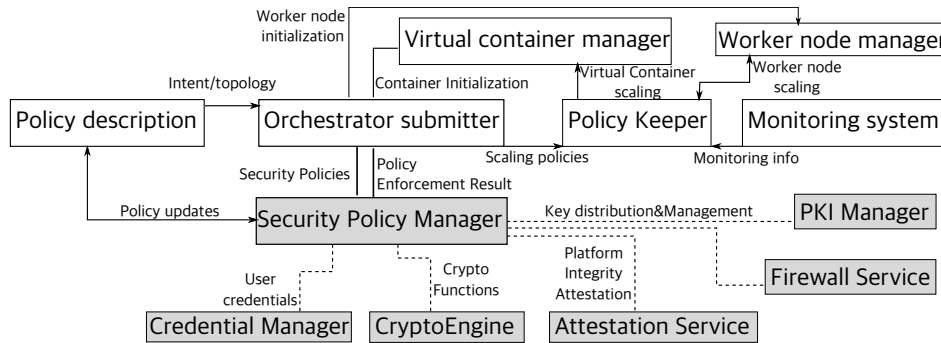 Worker node
initialization
Virtual container manager
Worker node manager
Intent/topology
Container Initialization
Virtual Container
scaling
Worker node
scaling
Policy description
Orchestrator submitter
Policy Keeper
Monitoring system
Security Policies
Policy
Enforcement Result
Scaling policies
Monitoring info
Policy updates
Security Policy Manager
Key distribution&Management
PKI Manager
User
credentials
Crypto
Functions
Platform
Integrity
Attestation
Firewall Service
Credential Manager
CryptoEngine
Attestation Service